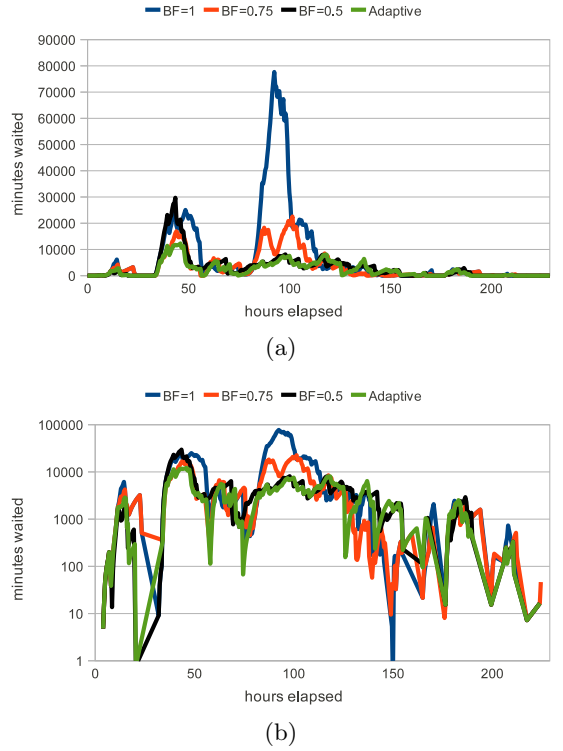 BF=1 BF=0.75 BF=0.5 Adaptive
90000
80000
70000
60000
50000
40000
30000
20000
10000
0
minutes waited
0 50 100 150 200
hours elapsed
(a)
BF=1 BF=0.75 BF=0.5 Adaptive
100000
10000
1000
100
10
1
minutes waited
0 50 100 150 200
hours elapsed
(b)